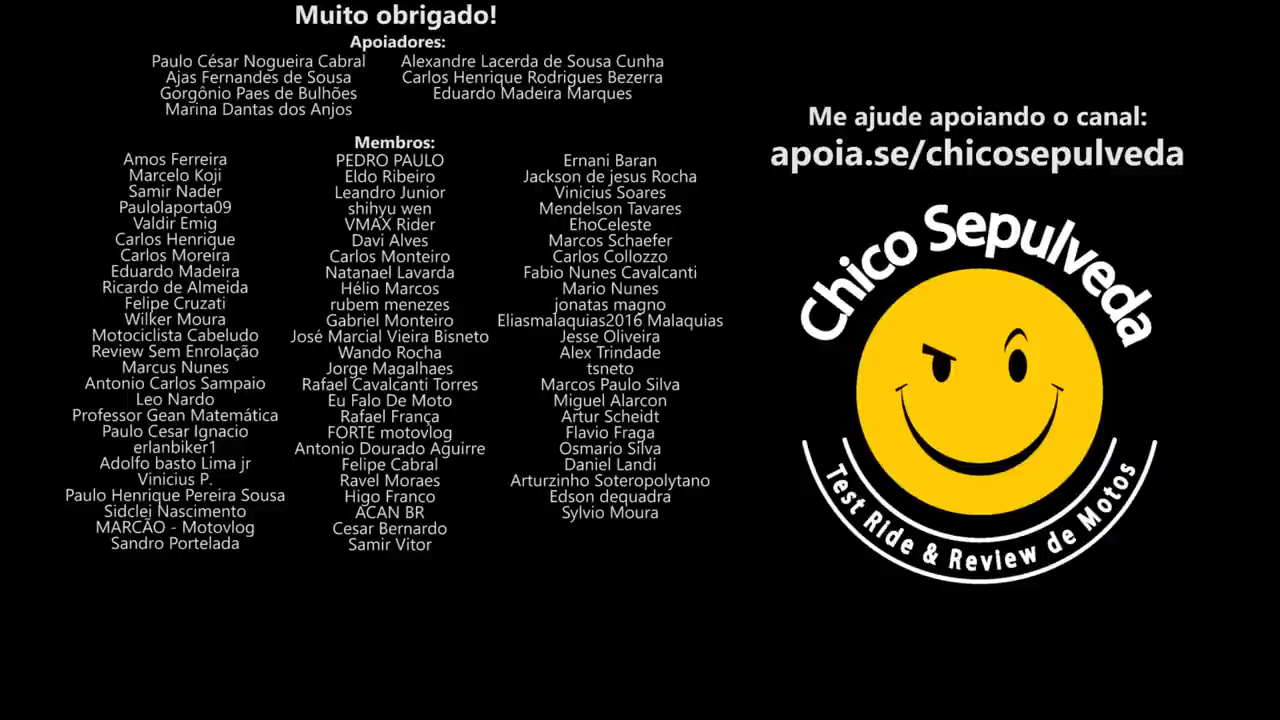 Muito obrigado!
Apoiadores:
Paulo César Nogueira Cabral
Ajas Fernandes de Sousa
Gorgônio Paes de Bulhões
Marina Dantas dos Anjos
Alexandre Lacerda de Sousa Cunha
Carlos Henrique Rodrigues Bezerra
Eduardo Madeira Marques
Membros:
Amos Ferreira
Marcelo Koji
Samir Nader
Paulolaporta09
Valdir Emig
Carlos Henrique
Carlos Moreira
Eduardo Madeira
Ricardo de Almeida
Felipe Cruzati
Wilker Moura
Motociclista Cabeludo
Review Sem Enrolação
Marcus Nunes
Antonio Carlos Sampaio
Leo Nardo
Professor Gean Matemática
Paulo Cesar Ignacio
erlanbiker1
Adolfo basto Lima jr
Vinicius P.
Paulo Henrique Pereira Sousa
Sidclei Nascimento
MARCÃO - Motovlog
Sandro Portelada
PEDRO PAULO
Eldo Ribeiro
Leandro Junior
shihyu wen
VMAX Rider
Davi Alves
Carlos Monteiro
Natanael Lavarda
Hélio Marcos
rubem menezes
Gabriel Monteiro
José Marcial Vieira Bisneto
Wando Rocha
Jorge Magalhaes
Rafael Cavalcanti Torres
Eu Falo De Moto
Rafael França
FORTE motovlog
Antonio Dourado Aguirre
Felipe Cabral
Ravel Moraes
Higo Franco
ACAN BR
Cesar Bernardo
Samir Vitor
Ernani Baran
Jackson de jesus Rocha
Vinicius Soares
Mendelson Tavares
EhoCeleste
Marcos Schaefer
Carlos Collozzo
Fabio Nunes Cavalcanti
Mario Nunes
jonatas magno
Eliasmalaquias2016 Malaquias
Jesse Oliveira
Alex Trindade
tsneto
Marcos Paulo Silva
Miguel Alarcon
Artur Scheidt
Flavio Fraga
Osmario Silva
Daniel Landi
Arturzinho Soteropolytano
Edson dequadra
Sylvio Moura
Me ajude apoiando o canal:
apoia.se/chicosepulveda
Chico Sepulveda
Test Ride & Review de Motos